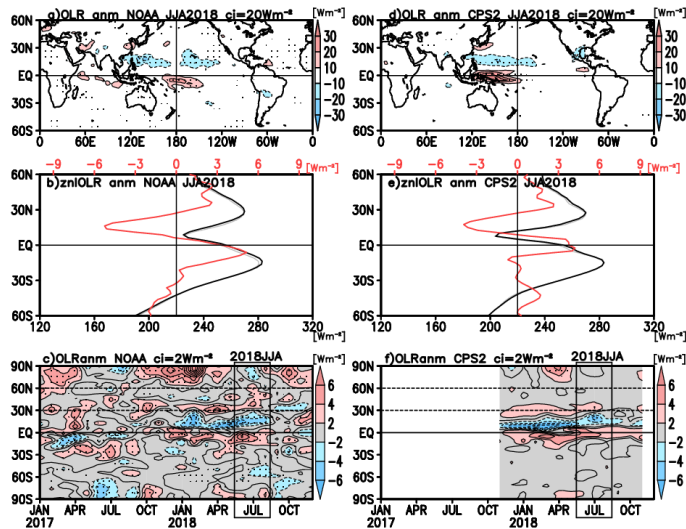 a)OLR anm NOAA JJA2018 ci=20Wm⁻²
[Wm⁻²]
60N
30N
EQ
30S
60S
30
20
10
-10
-20
-30
0
60E
120E
180
120W
60W
0
d)OLR anm CPS2 JJA2018 ci=20Wm⁻²
[Wm⁻²]
60N
30N
EQ
30S
60S
30
20
10
-10
-20
-30
0
60E
120E
180
120W
60W
0
-9 -6 -3 0 3 6 9 [Wm⁻²]
b)znlOLR anm NOAA JJA2018
60N
30N
EQ
30S
60S
120 160 200 240 280 320
-9 -6 -3 0 3 6 9 [Wm⁻²]
e)znlOLR anm CPS2 JJA2018
60N
30N
EQ
30S
60S
120 160 200 240 280 320
c)OLRanm NOAA ci=2Wm⁻² 2018JJA
[Wm⁻²]
90N
60N
30N
EQ
30S
60S
90S
6
4
2
-2
-4
-6
JAN APR JUL OCT JAN APR JUL OCT
2017 2018
f)OLRanm CPS2 ci=2Wm⁻² 2018JJA
[Wm⁻²]
90N
60N
30N
EQ
30S
60S
90S
6
4
2
-2
-4
-6
JAN APR JUL OCT JAN APR JUL OCT
2017 2018